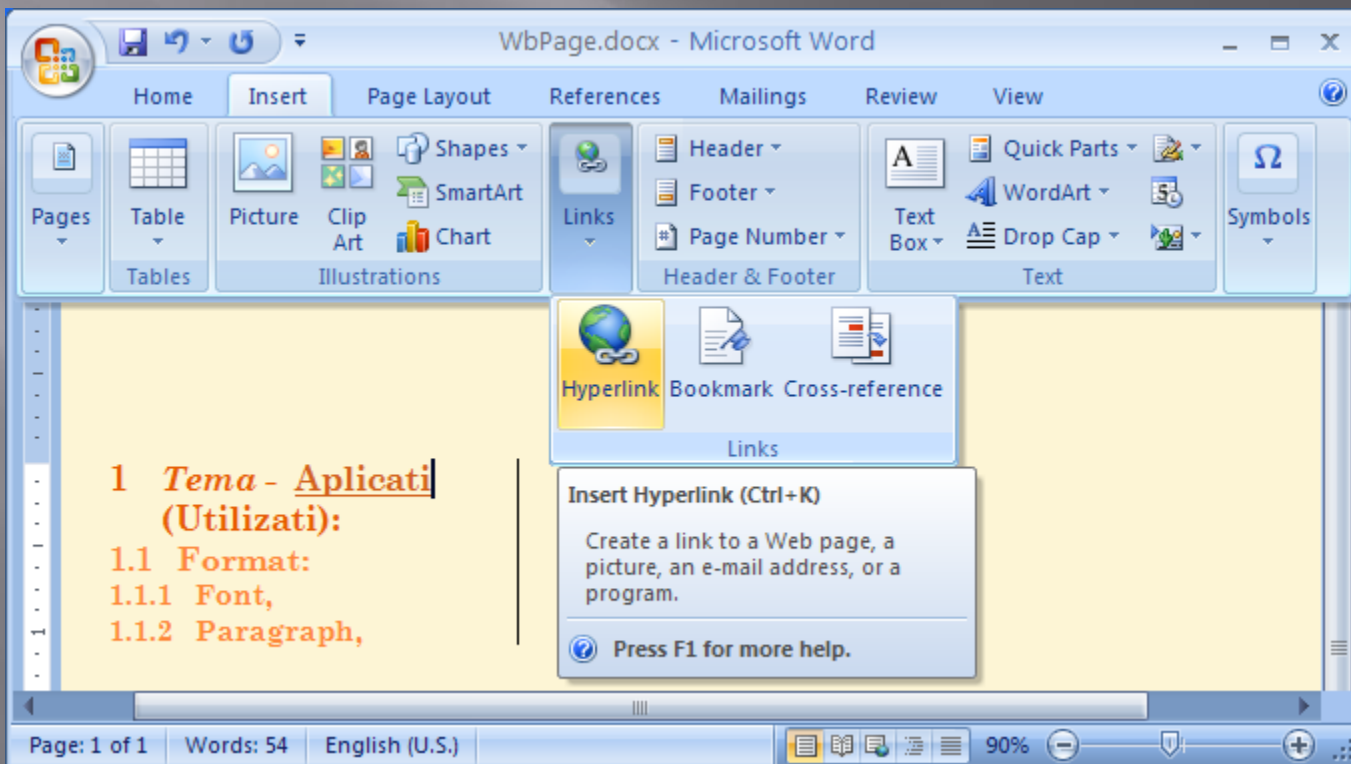 WbPage.docx - Microsoft Word
Home Insert Page Layout References Mailings Review View
Pages
Table
Tables
Picture
Clip
Art
Shapes
SmartArt
Chart
Illustrations
Links
Header
Footer
Page Number
Header & Footer
A
Text
Box
Quick Parts
WordArt
Drop Cap
Text
Ω
Symbols
Hyperlink Bookmark Cross-reference
Links
Insert Hyperlink (Ctrl+K)
Create a link to a Web page, a
picture, an e-mail address, or a
program.
Press F1 for more help.
1 Tema - Aplicati
(Utilizati):
1.1 Format:
1.1.1 Font,
1.1.2 Paragraph,
1
Page: 1 of 1 Words: 54 English (U.S.) 90%